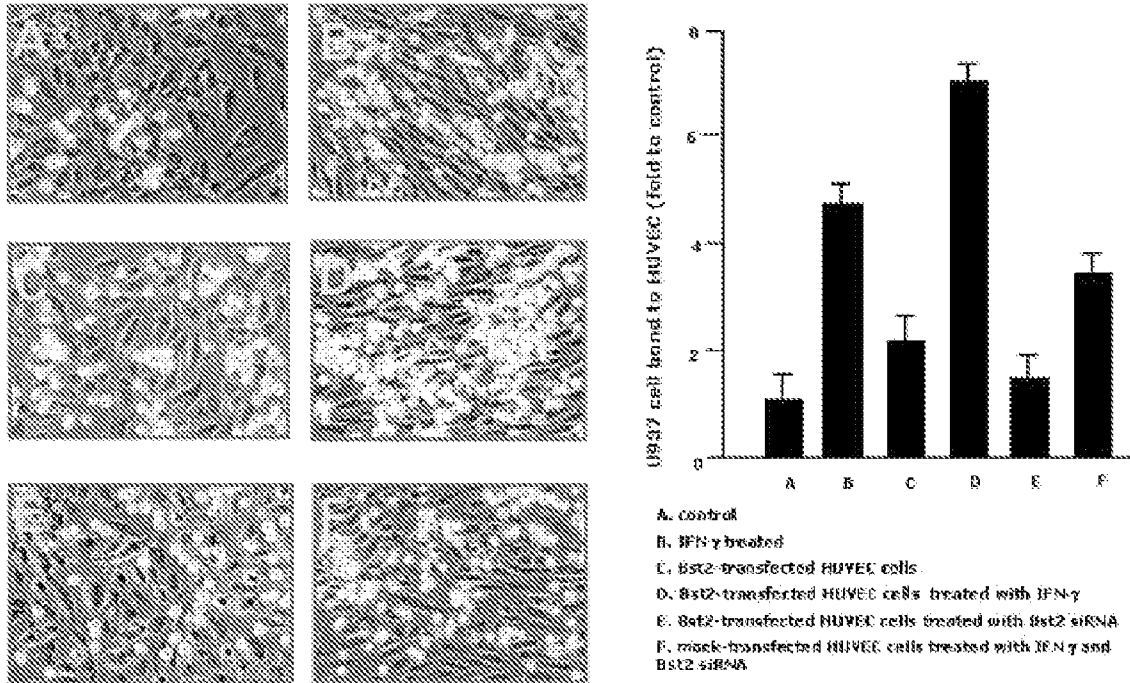 A
B
C
D
E
F
U937 cell bond to HUVEC (fold to control)
8
6
4
2
0
A B C D E F
A. control
B. IFN-γ treated
C. Bst2-transfected HUVEC cells
D. Bst2-transfected HUVEC cells treated with IFN-γ
E. Bst2-transfected HUVEC cells treated with Bst2 siRNA
F. mock-transfected HUVEC cells treated with IFN-γ and
Bst2 siRNA